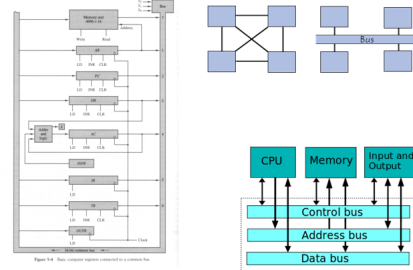 Bus
Memory unit
4096 × 16
Address
Write Read
AR
LD INR CLR
PC
LD INR CLR
DR
LD INR CLR
Adder
and
logic
E
AC
LD INR CLR
INPR
IR
LD
TR
LD INR CLR
OUTR
LD
Clock
16-bit common bus
Figure 5-4 Basic computer registers connected to a common bus.
Bus
CPU
Memory
Input and
Output
Control bus
Address bus
Data bus